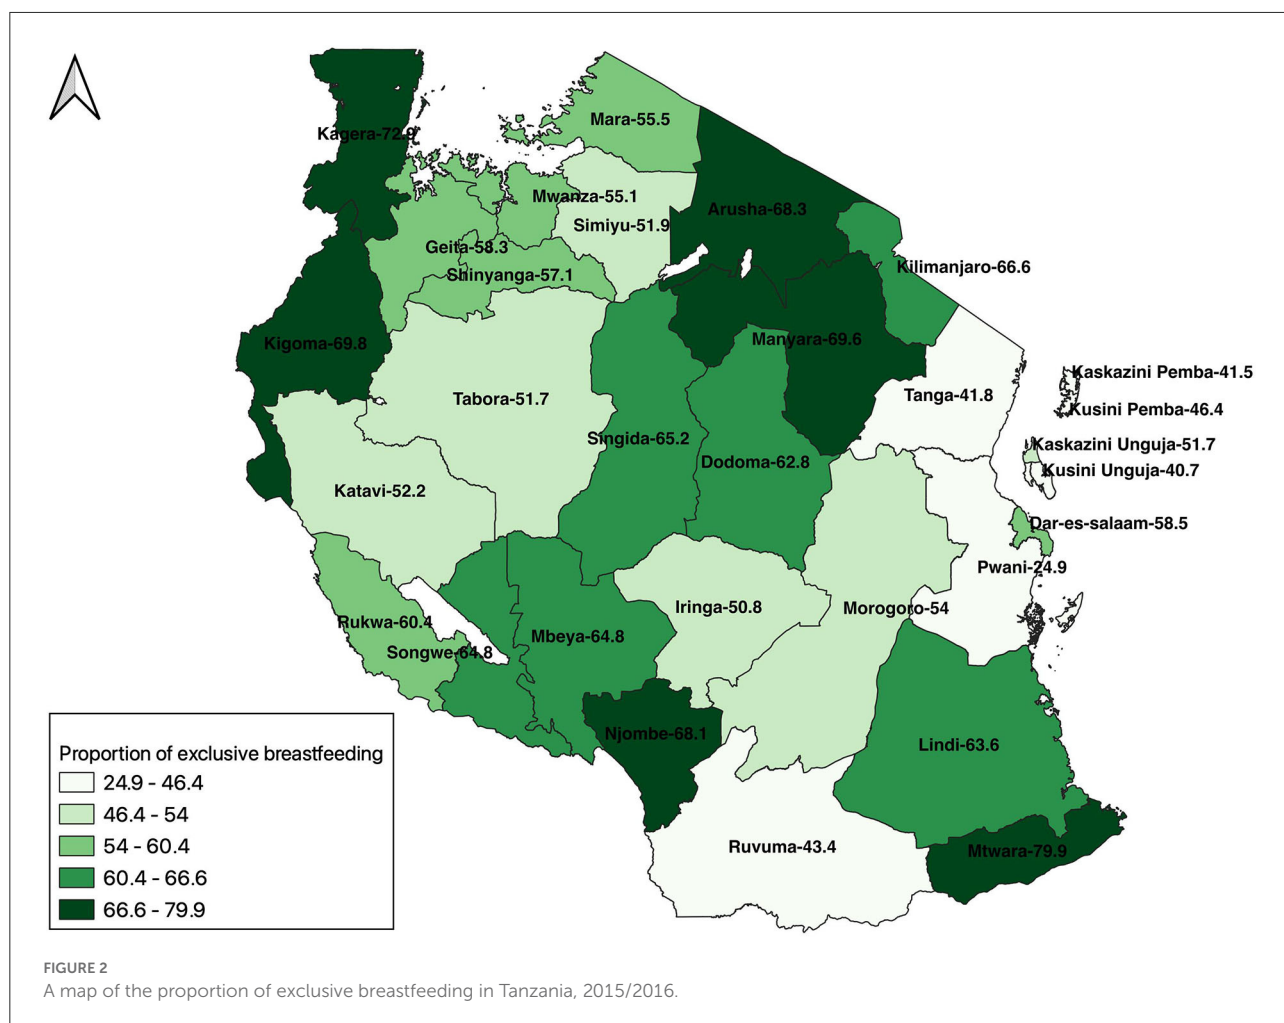 Kagera-72.9
Mara-55.5
Mwanza-55.1
Arusha-68.3
Simiyu-51.9
Geita-58.3
Shinyanga-57.1
Kilimanjaro-66.6
Kigoma-69.8
Manyara-69.6
Kaskazini Pemba-41.5
Tabora-51.7
Tanga-41.8
Kusini Pemba-46.4
Singida-65.2
Kaskazini Unguja-51.7
Dodoma-62.8
Kusini Unguja-40.7
Katavi-52.2
Dar-es-salaam-58.5
Pwani-24.9
Iringa-50.8
Morogoro-54
Rukwa-60.4
Mbeya-64.8
Songwe-64.8
Njombe-68.1
Lindi-63.6
Ruvuma-43.4
Mtwara-79.9
Proportion of exclusive breastfeeding
24.9 - 46.4
46.4 - 54
54 - 60.4
60.4 - 66.6
66.6 - 79.9
FIGURE 2
A map of the proportion of exclusive breastfeeding in Tanzania, 2015/2016.